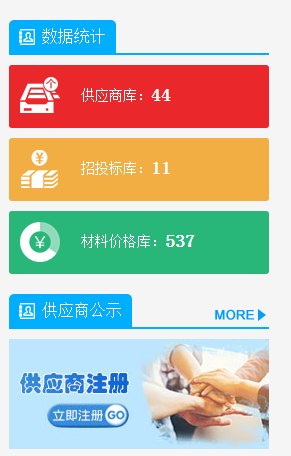 数据统计
供应商库：44
招投标库：11
材料价格库：537
供应商公示
MORE
供应商注册
立即注册 GO